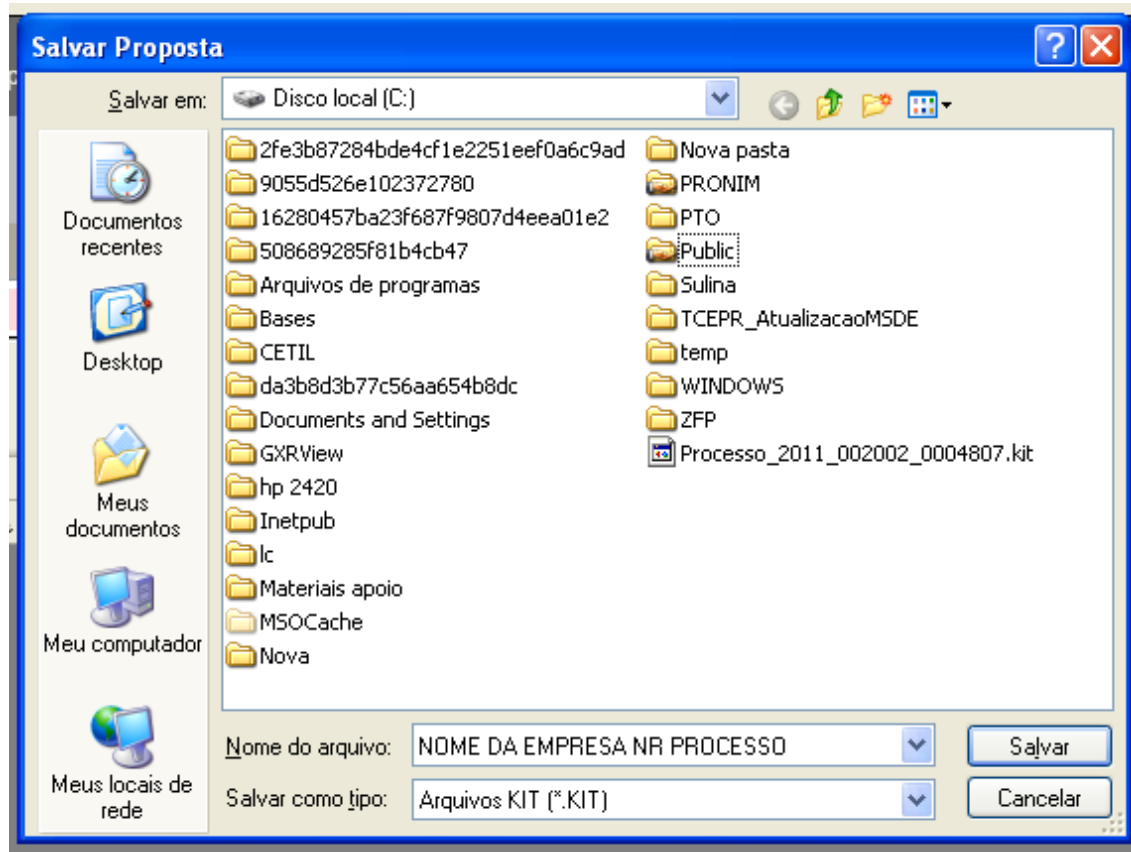 Salvar Proposta
Salvar em:
Disco local (C:)
Documentos
recentes
Desktop
Meus
documentos
Meu computador
Meus locais de
rede
2fe3b87284bde4cf1e2251eef0a6c9ad
9055d526e102372780
16280457ba23f687f9807d4eea01e2
508689285f81b4cb47
Arquivos de programas
Bases
CETIL
da3b8d3b77c56aa654b8dc
Documents and Settings
GXRView
hp 2420
Inetpub
lc
Materiais apoio
MSOCache
Nova
Nova pasta
PRONIM
PTO
Public
Sulina
TCEPR_AtualizacaoMSDE
temp
WINDOWS
ZFP
Processo_2011_002002_0004807.kit
Nome do arquivo:
NOME DA EMPRESA NR PROCESSO
Salvar
Salvar como tipo:
Arquivos KIT (*.KIT)
Cancelar